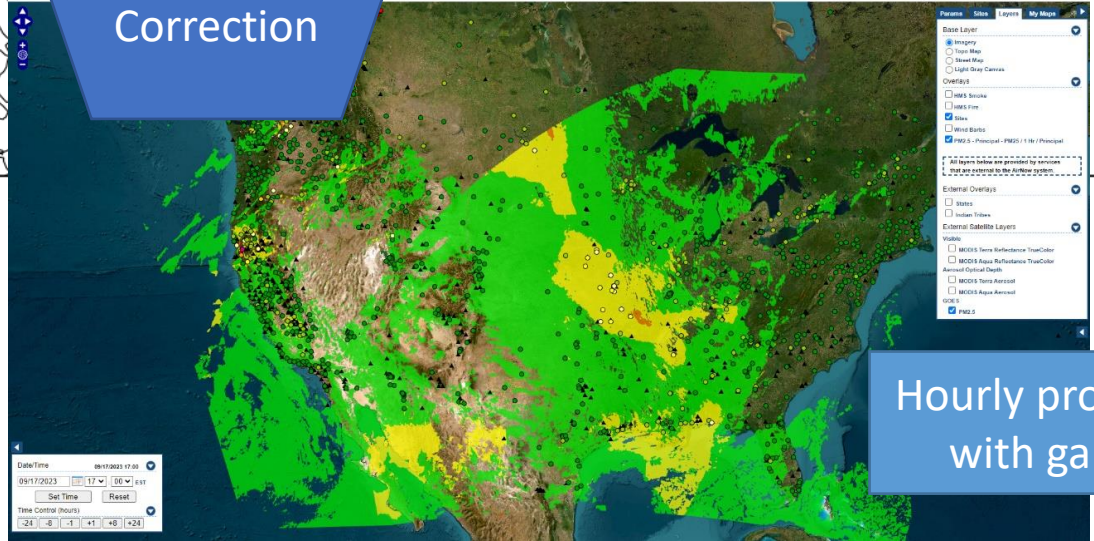 Correction
Params Sites Layers My Maps
Base Layer
Imagery
Topo Map
Street Map
Light Gray Canvas
Overlays
HMS Smoke
HMS Fire
Sites
Wind Barbs
PM2.5 - Principal - PM25 / 1 Hr / Principal
All layers below are provided by services
that are external to the AirNow system.
External Overlays
States
Indian Tribes
External Satellite Layers
Visible
MODIS Terra Reflectance TrueColor
MODIS Aqua Reflectance TrueColor
Aerosol Optical Depth
MODIS Terra Aerosol
MODIS Aqua Aerosol
GOES
PM2.5
Hourly pro
with ga
Date/Time 09/17/2023 17:00
09/17/2023 17 00 EST
Set Time Reset
Time Control (hours)
-24 -8 -1 +1 +8 +24